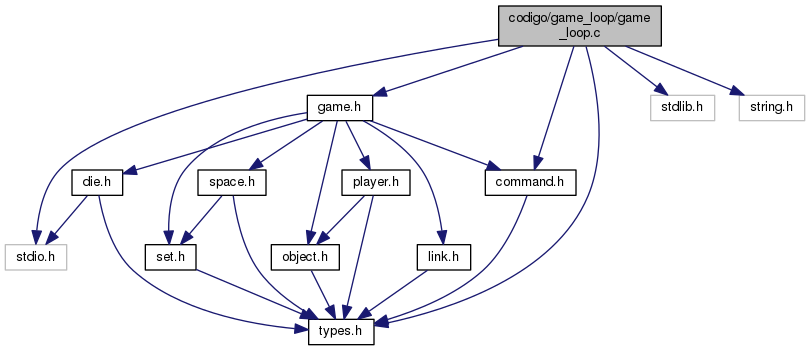 codigo/game_loop/game
_loop.c
game.h
stdlib.h
string.h
die.h
space.h
player.h
command.h
stdio.h
set.h
object.h
link.h
types.h